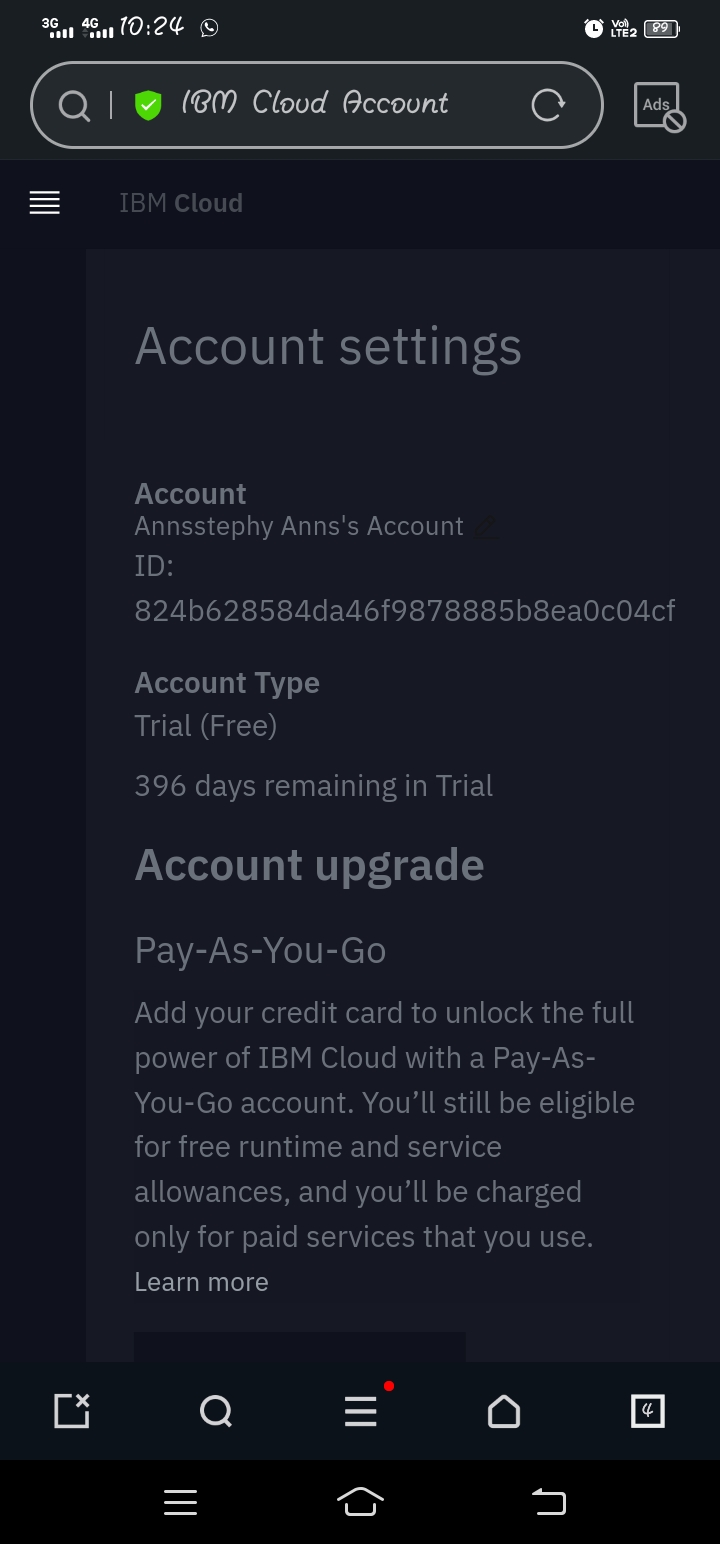 3G 4G 10:24 Vo) LTE2 89
IBM Cloud Account Ads
IBM Cloud
Account settings
Account
Annsstephy Anns's Account
ID:
824b628584da46f9878885b8ea0c04cf
Account Type
Trial (Free)
396 days remaining in Trial
Account upgrade
Pay-As-You-Go
Add your credit card to unlock the full
power of IBM Cloud with a Pay-As-
You-Go account. You’ll still be eligible
for free runtime and service
allowances, and you’ll be charged
only for paid services that you use.
Learn more
4